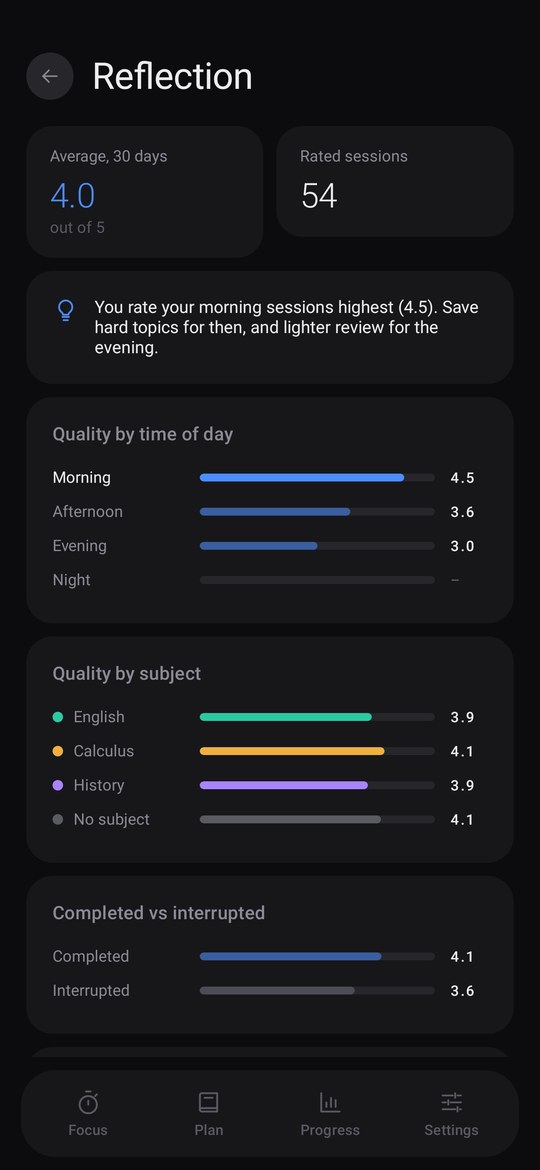 Reflection
Average, 30 days
4.0
out of 5
Rated sessions
54
You rate your morning sessions highest (4.5). Save
hard topics for then, and lighter review for the
evening.
Quality by time of day
Morning 4.5
Afternoon 3.6
Evening 3.0
Night –
Quality by subject
English 3.9
Calculus 4.1
History 3.9
No subject 4.1
Completed vs interrupted
Completed 4.1
Interrupted 3.6
Focus Plan Progress Settings